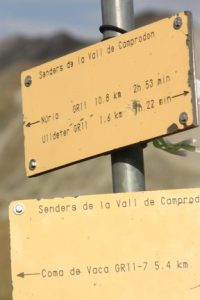 Senders de la Vall de Camprodon
Núria GR11 10.8 km 2h 53 min
Ulldeter GR11 1.6 km 22 min
Senders de la Vall de Camprod
Coma de Vaca GR11-7 5.4 km